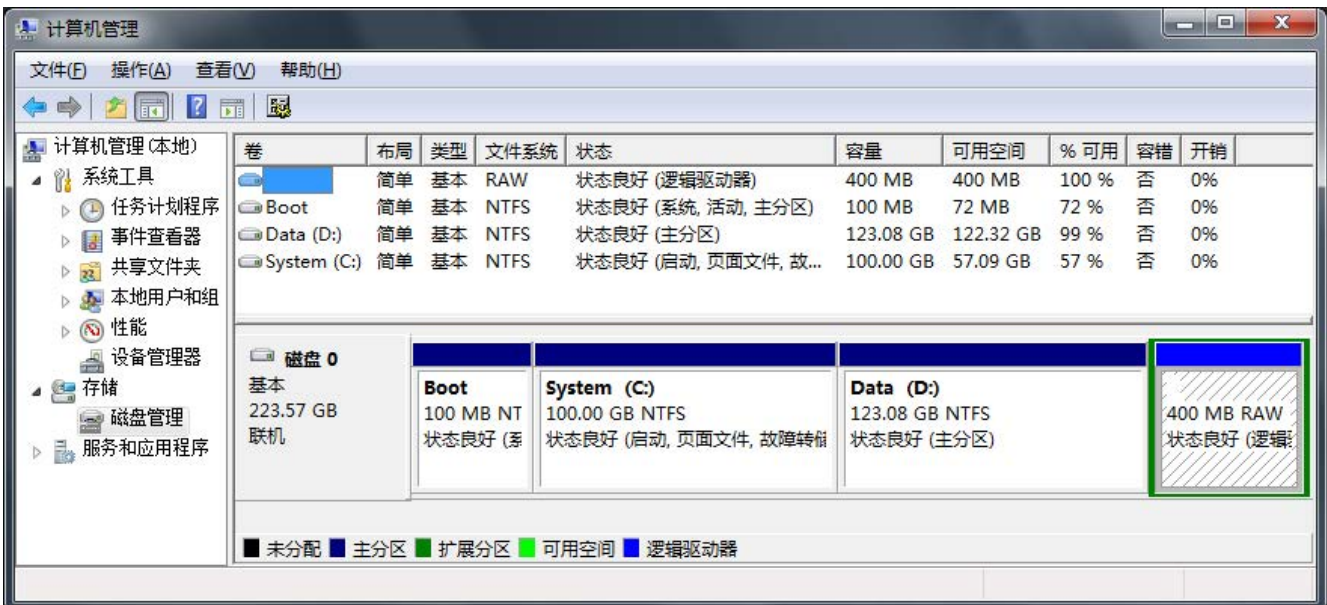 计算机管理
文件(F) 操作(A) 查看(V) 帮助(H)
计算机管理(本地)
系统工具
任务计划程序
事件查看器
共享文件夹
本地用户和组
性能
设备管理器
存储
磁盘管理
服务和应用程序
卷 布局 类型 文件系统 状态 容量 可用空间 % 可用 容错 开销
简单 基本 RAW 状态良好 (逻辑驱动器) 400 MB 400 MB 100 % 否 0%
Boot 简单 基本 NTFS 状态良好 (系统, 活动, 主分区) 100 MB 72 MB 72 % 否 0%
Data (D:) 简单 基本 NTFS 状态良好 (主分区) 123.08 GB 122.32 GB 99 % 否 0%
System (C:) 简单 基本 NTFS 状态良好 (启动, 页面文件, 故... 100.00 GB 57.09 GB 57 % 否 0%
磁盘 0
基本
223.57 GB
联机
Boot
100 MB NT
状态良好 (系
System (C:)
100.00 GB NTFS
状态良好 (启动, 页面文件, 故障转储
Data (D:)
123.08 GB NTFS
状态良好 (主分区)
400 MB RAW
状态良好 (逻辑
未分配 主分区 扩展分区 可用空间 逻辑驱动器